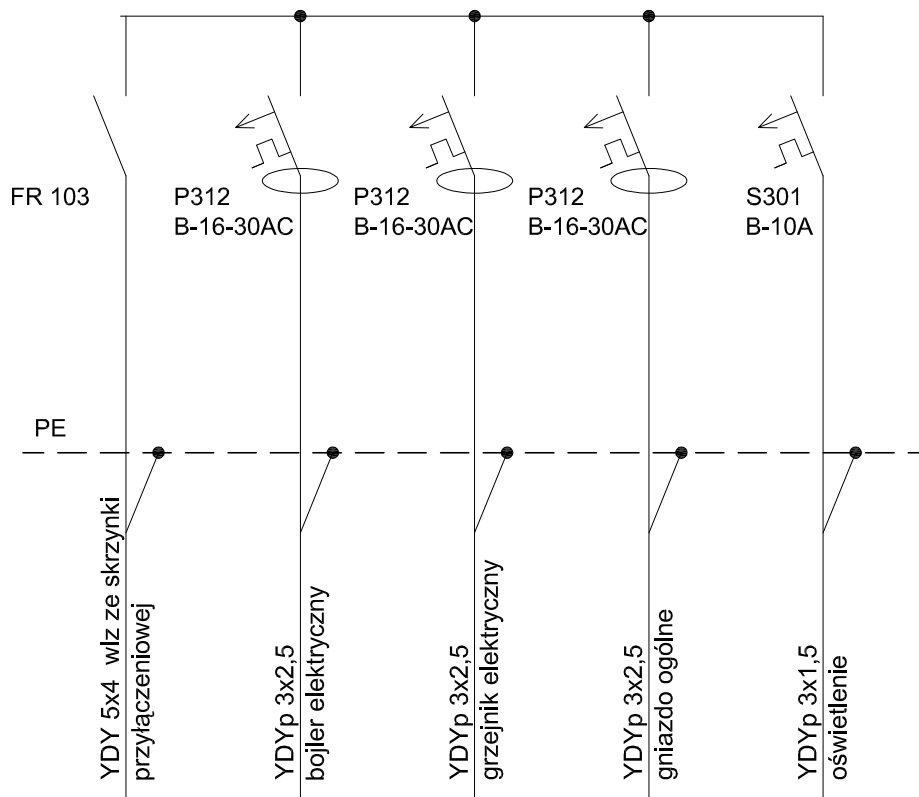 FR 103
P312
B-16-30AC
P312
B-16-30AC
P312
B-16-30AC
S301
B-10A
PE
YDY 5x4 wlz ze skrzynki
przyłączeniowej
YDYp 3x2,5
bojler elektryczny
YDYp 3x2,5
grzejnik elektryczny
YDYp 3x2,5
gniazdo ogólne
YDYp 3x1,5
oświetlenie